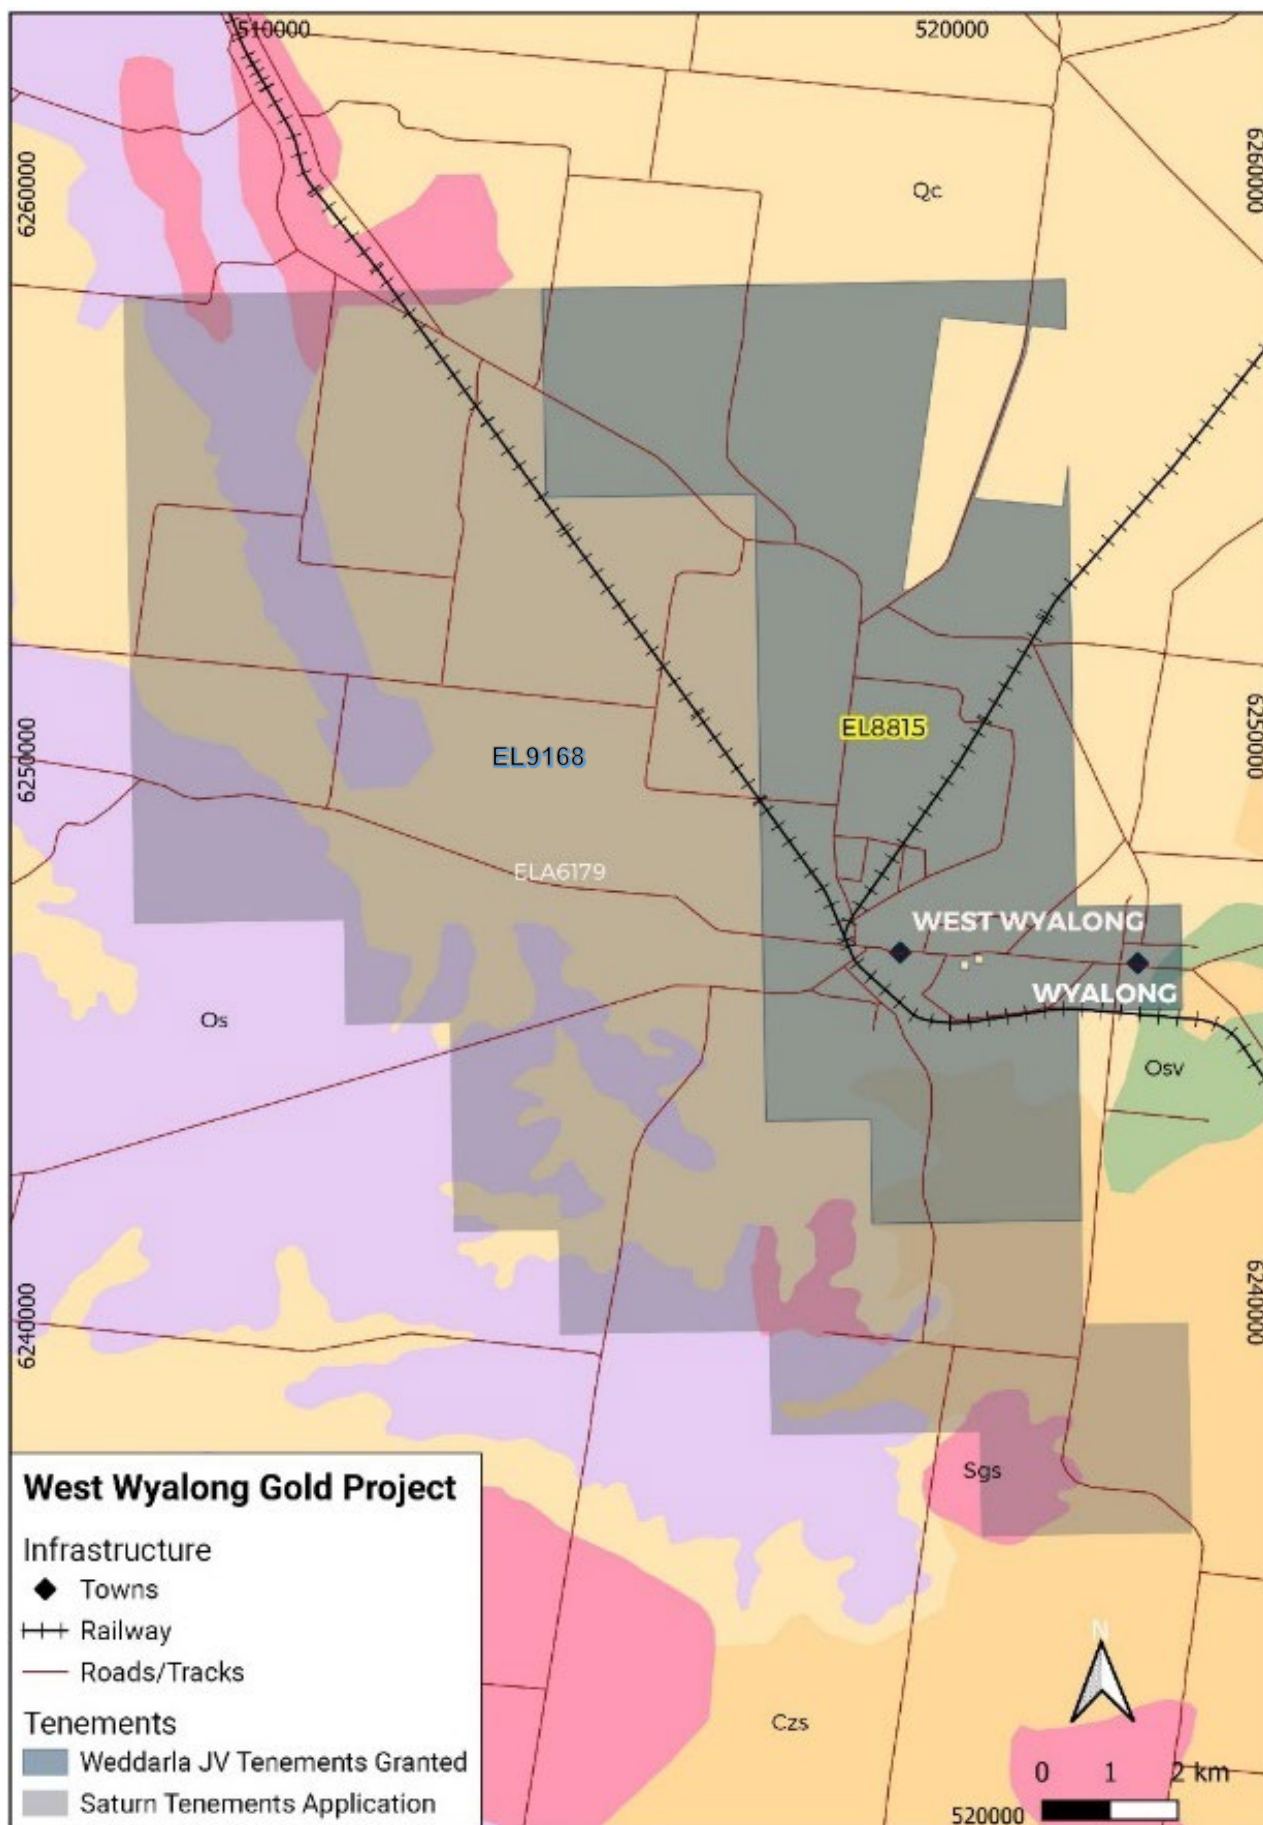 510000
520000
6260000
6260000
Qc
EL8815
EL9168
6250000
6250000
ELA6179
WEST WYALONG
WYALONG
Os
Osv
6240000
6240000
Sgs
West Wyalong Gold Project
Infrastructure
Towns
Railway
Roads/Tracks
Tenements
Weddarla JV Tenements Granted
Saturn Tenements Application
Czs
N
0 1 2 km
520000